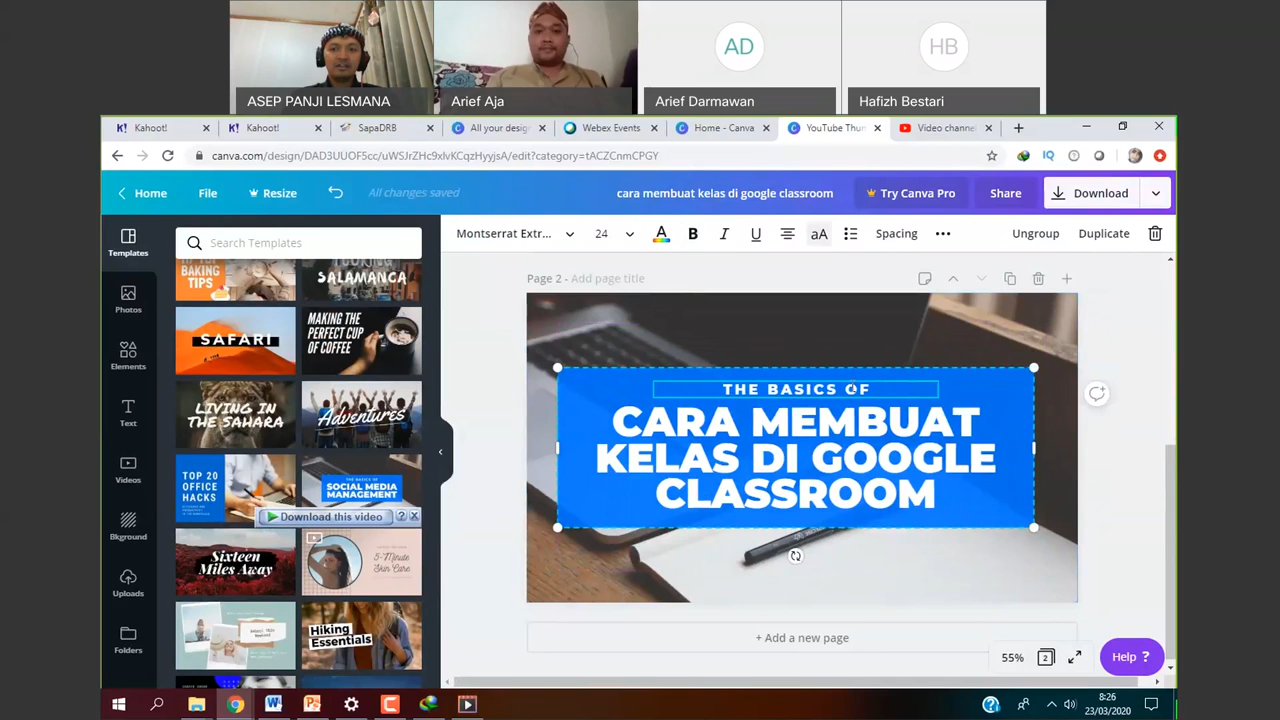 AD
HB
ASEP PANJI LESMANA
Arief Aja
Arief Darmawan
Hafizh Bestari
Kahoot!
Kahoot!
SapaDRB
All your desig
Webex Events
Home - Canva
YouTube Thum
Video channel
canva.com/design/DAD3UUOF5cc/uWSJrZHc9xlvKCqzHyyjsA/edit?category=tACZCnmCPGY
Home
File
Resize
All changes saved
cara membuat kelas di google classroom
Try Canva Pro
Share
Download
Montserrat Extr...
24
A
B
I
U
aA
Spacing
Ungroup
Duplicate
Templates
Photos
Elements
Text
Videos
Bkground
Uploads
Folders
Search Templates
BAKING
TIPS
SALAMANCA
SAFARI
MAKING THE
PERFECT CUP
OF COFFEE
LIVING IN
THE SAHARA
Adventures
TOP 20
OFFICE
HACKS
THE BASICS OF
SOCIAL MEDIA
MANAGEMENT
Download this video
Sixteen
Miles Away
5-Minute
Skin Care
Hiking
Essentials
Page 2 - Add page title
THE BASICS OF
CARA MEMBUAT
KELAS DI GOOGLE
CLASSROOM
+ Add a new page
55%
2
Help ?
8:26
23/03/2020